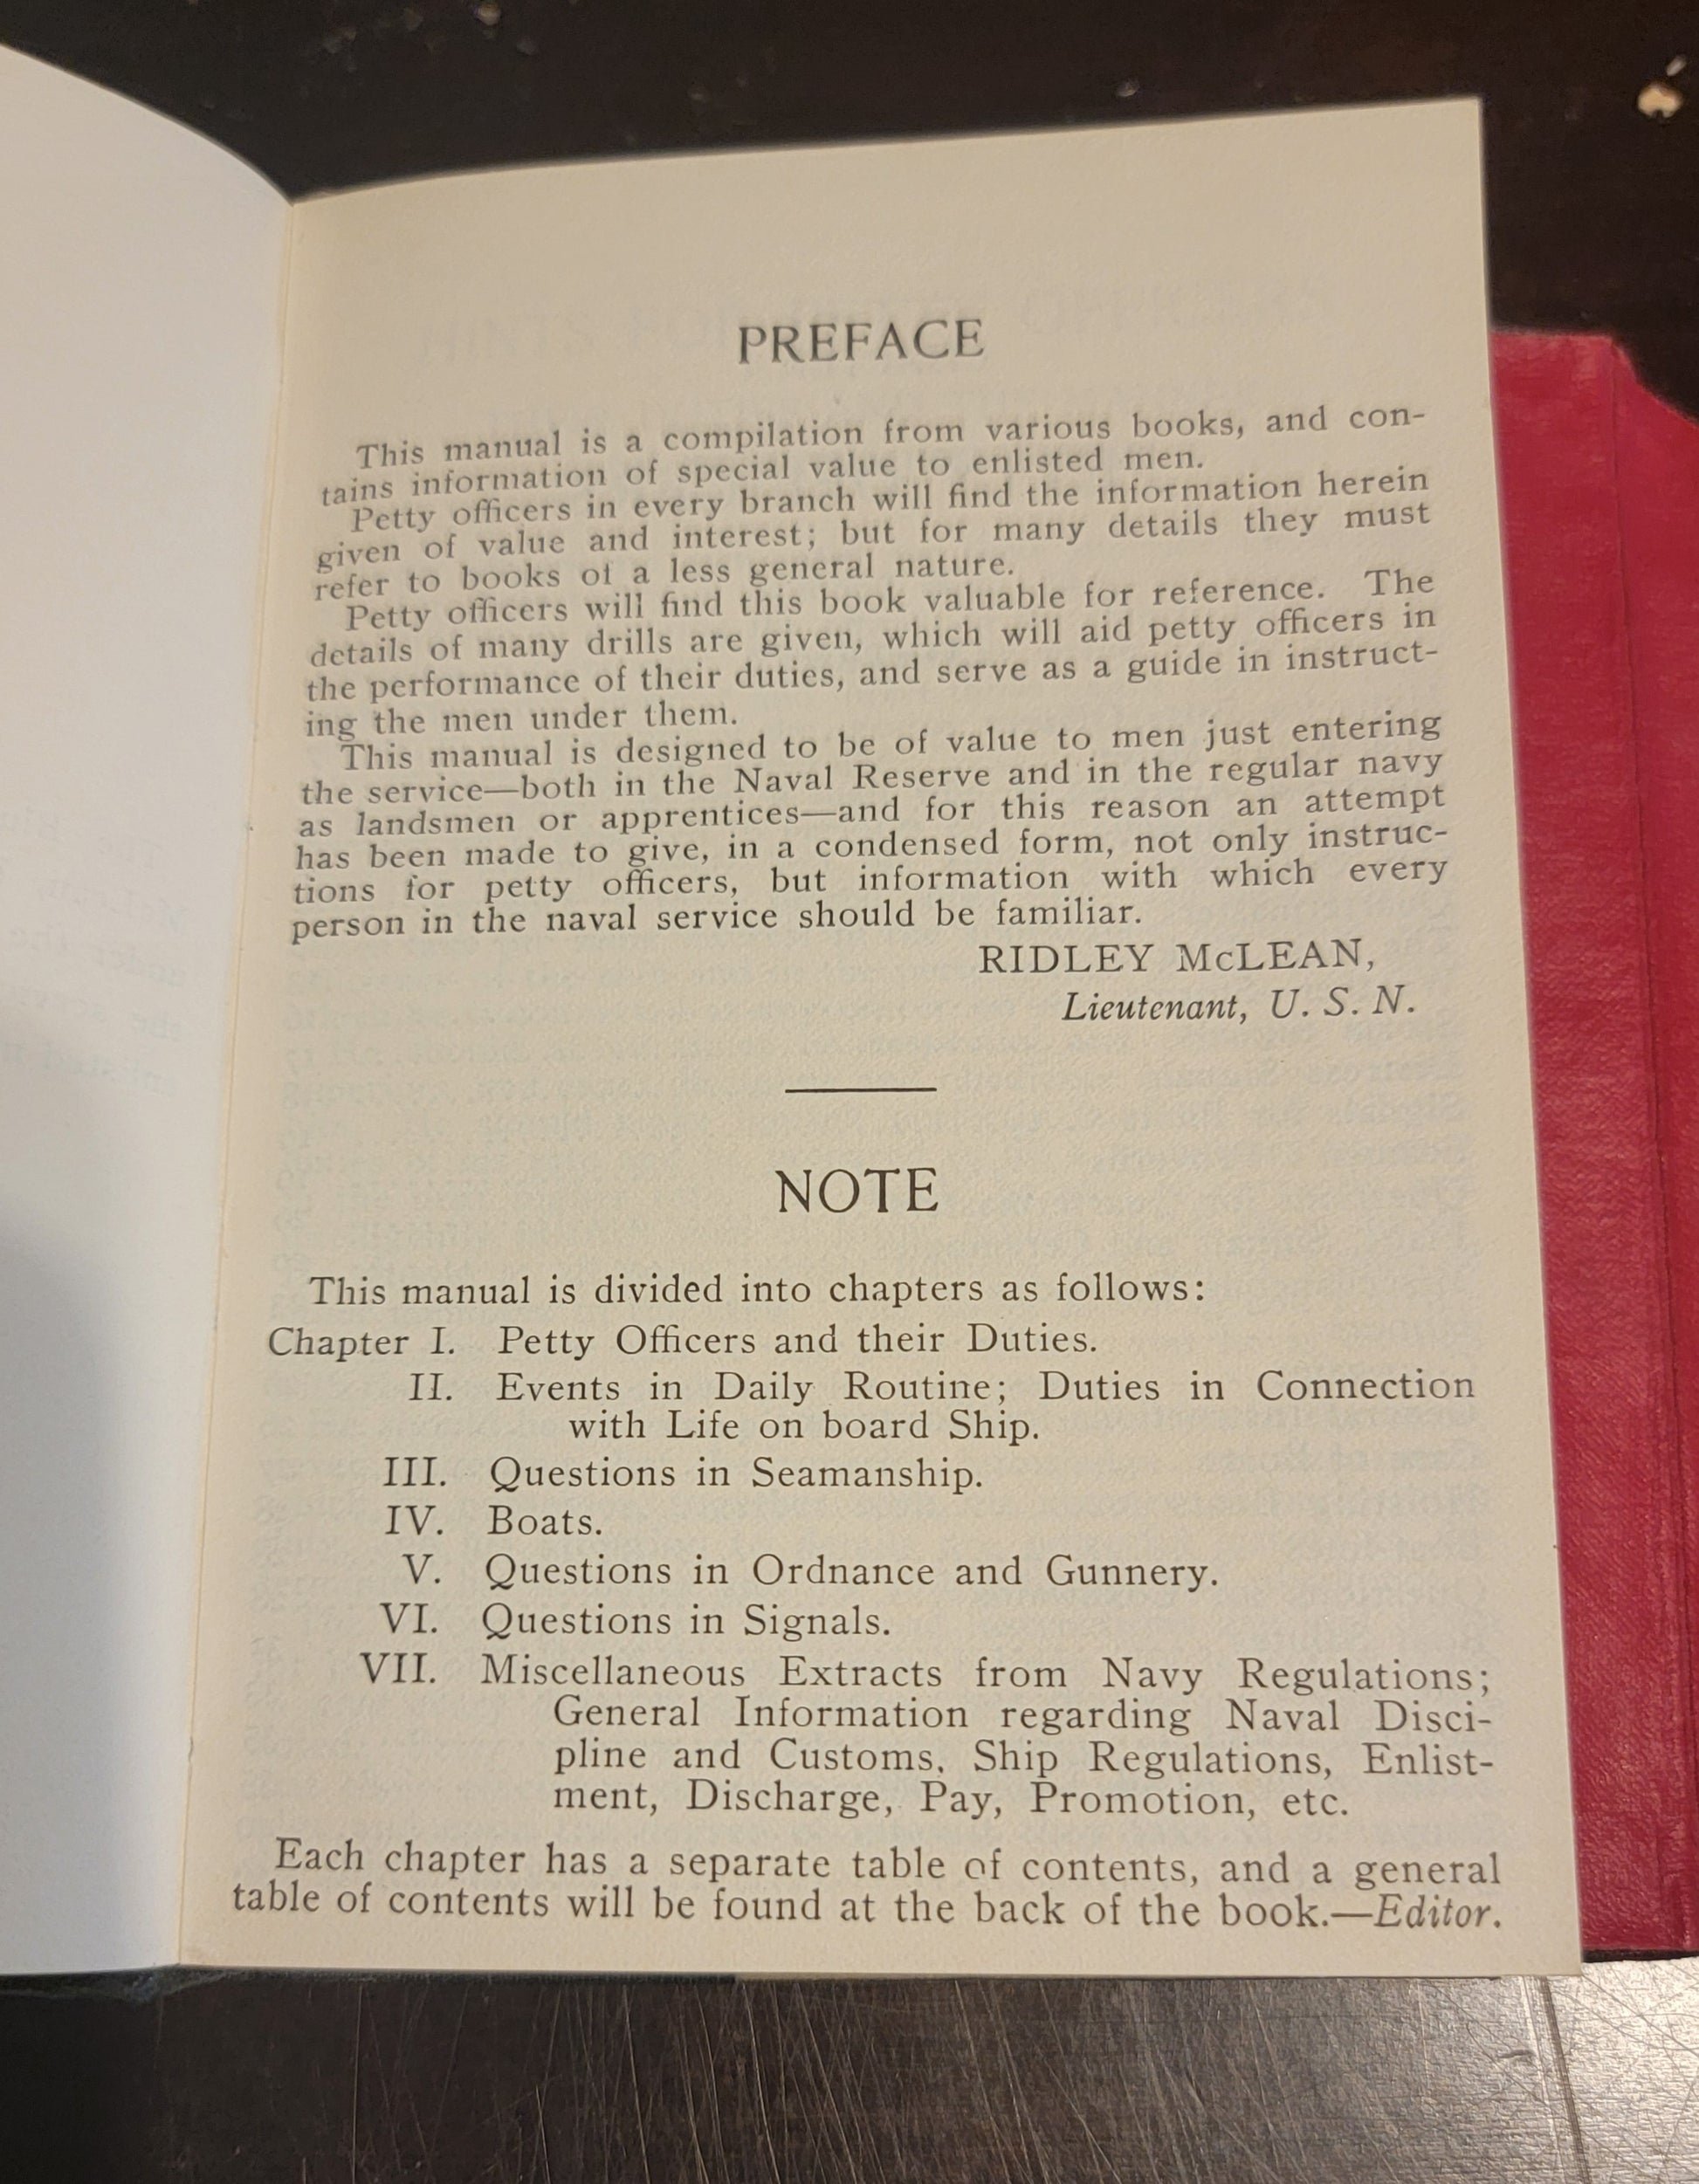 PREFACE
This manual is a compilation from various books, and con-
tains information of special value to enlisted men.
Petty officers in every branch will find the information herein
given of value and interest; but for many details they must
refer to books of a less general nature.
Petty officers will find this book valuable for reference. The
details of many drills are given, which will aid petty officers in
the performance of their duties, and serve as a guide in instruct-
ing the men under them.
This manual is designed to be of value to men just entering
the service—both in the Naval Reserve and in the regular navy
as landsmen or apprentices—and for this reason an attempt
has been made to give, in a condensed form, not only instruc-
tions for petty officers, but information with which every
person in the naval service should be familiar.
RIDLEY McLEAN,
Lieutenant, U. S. N.
NOTE
This manual is divided into chapters as follows:
Chapter I. Petty Officers and their Duties.
II. Events in Daily Routine; Duties in Connection
with Life on board Ship.
III. Questions in Seamanship.
IV. Boats.
V. Questions in Ordnance and Gunnery.
VI. Questions in Signals.
VII. Miscellaneous Extracts from Navy Regulations;
General Information regarding Naval Disci-
pline and Customs, Ship Regulations, Enlist-
ment, Discharge, Pay, Promotion, etc.
Each chapter has a separate table of contents, and a general
table of contents will be found at the back of the book.—Editor.